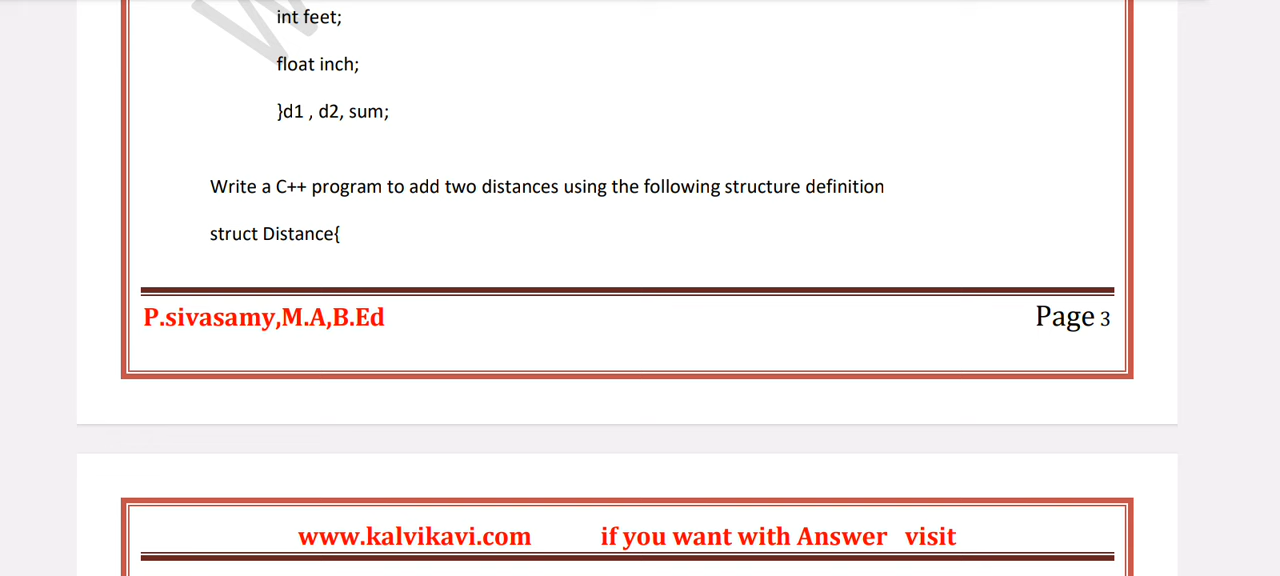 int feet;
float inch;
}d1 , d2, sum;
Write a C++ program to add two distances using the following structure definition
struct Distance{
P.sivasamy,M.A,B.Ed Page 3
www.kalvikavi.com if you want with Answer visit